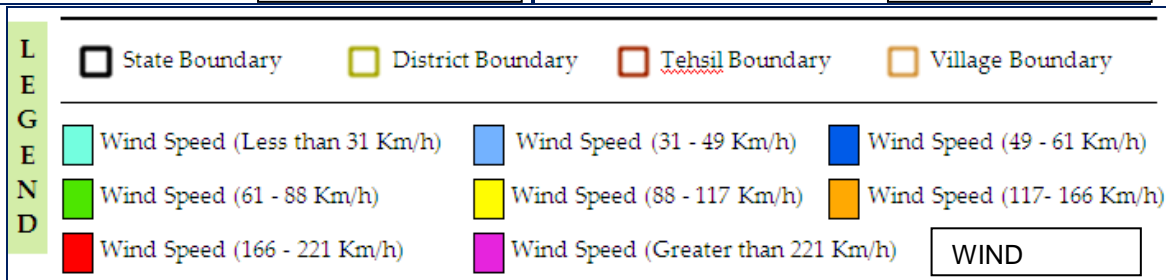 LEGEND
State Boundary District Boundary Tehsil Boundary Village Boundary
Wind Speed (Less than 31 Km/h) Wind Speed (31 - 49 Km/h) Wind Speed (49 - 61 Km/h)
Wind Speed (61 - 88 Km/h) Wind Speed (88 - 117 Km/h) Wind Speed (117- 166 Km/h)
Wind Speed (166 - 221 Km/h) Wind Speed (Greater than 221 Km/h) WIND